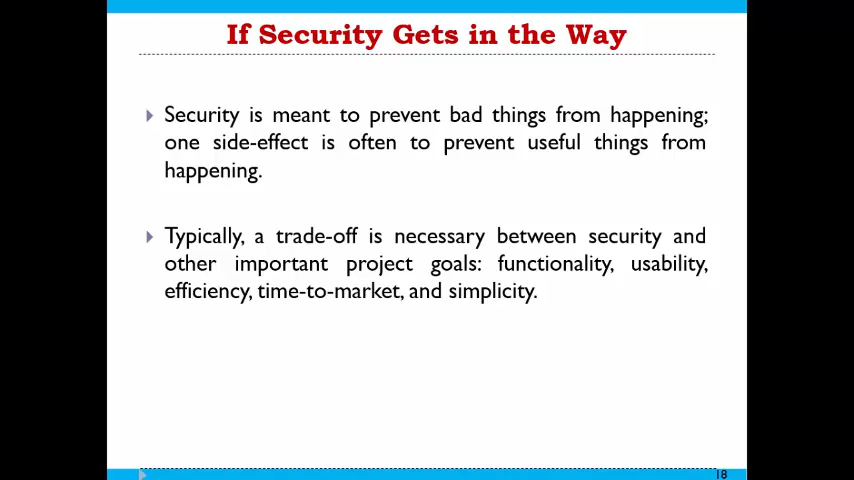 If Security Gets in the Way
Security is meant to prevent bad things from happening;
one side-effect is often to prevent useful things from
happening.
Typically, a trade-off is necessary between security and
other important project goals: functionality, usability,
efficiency, time-to-market, and simplicity.
18